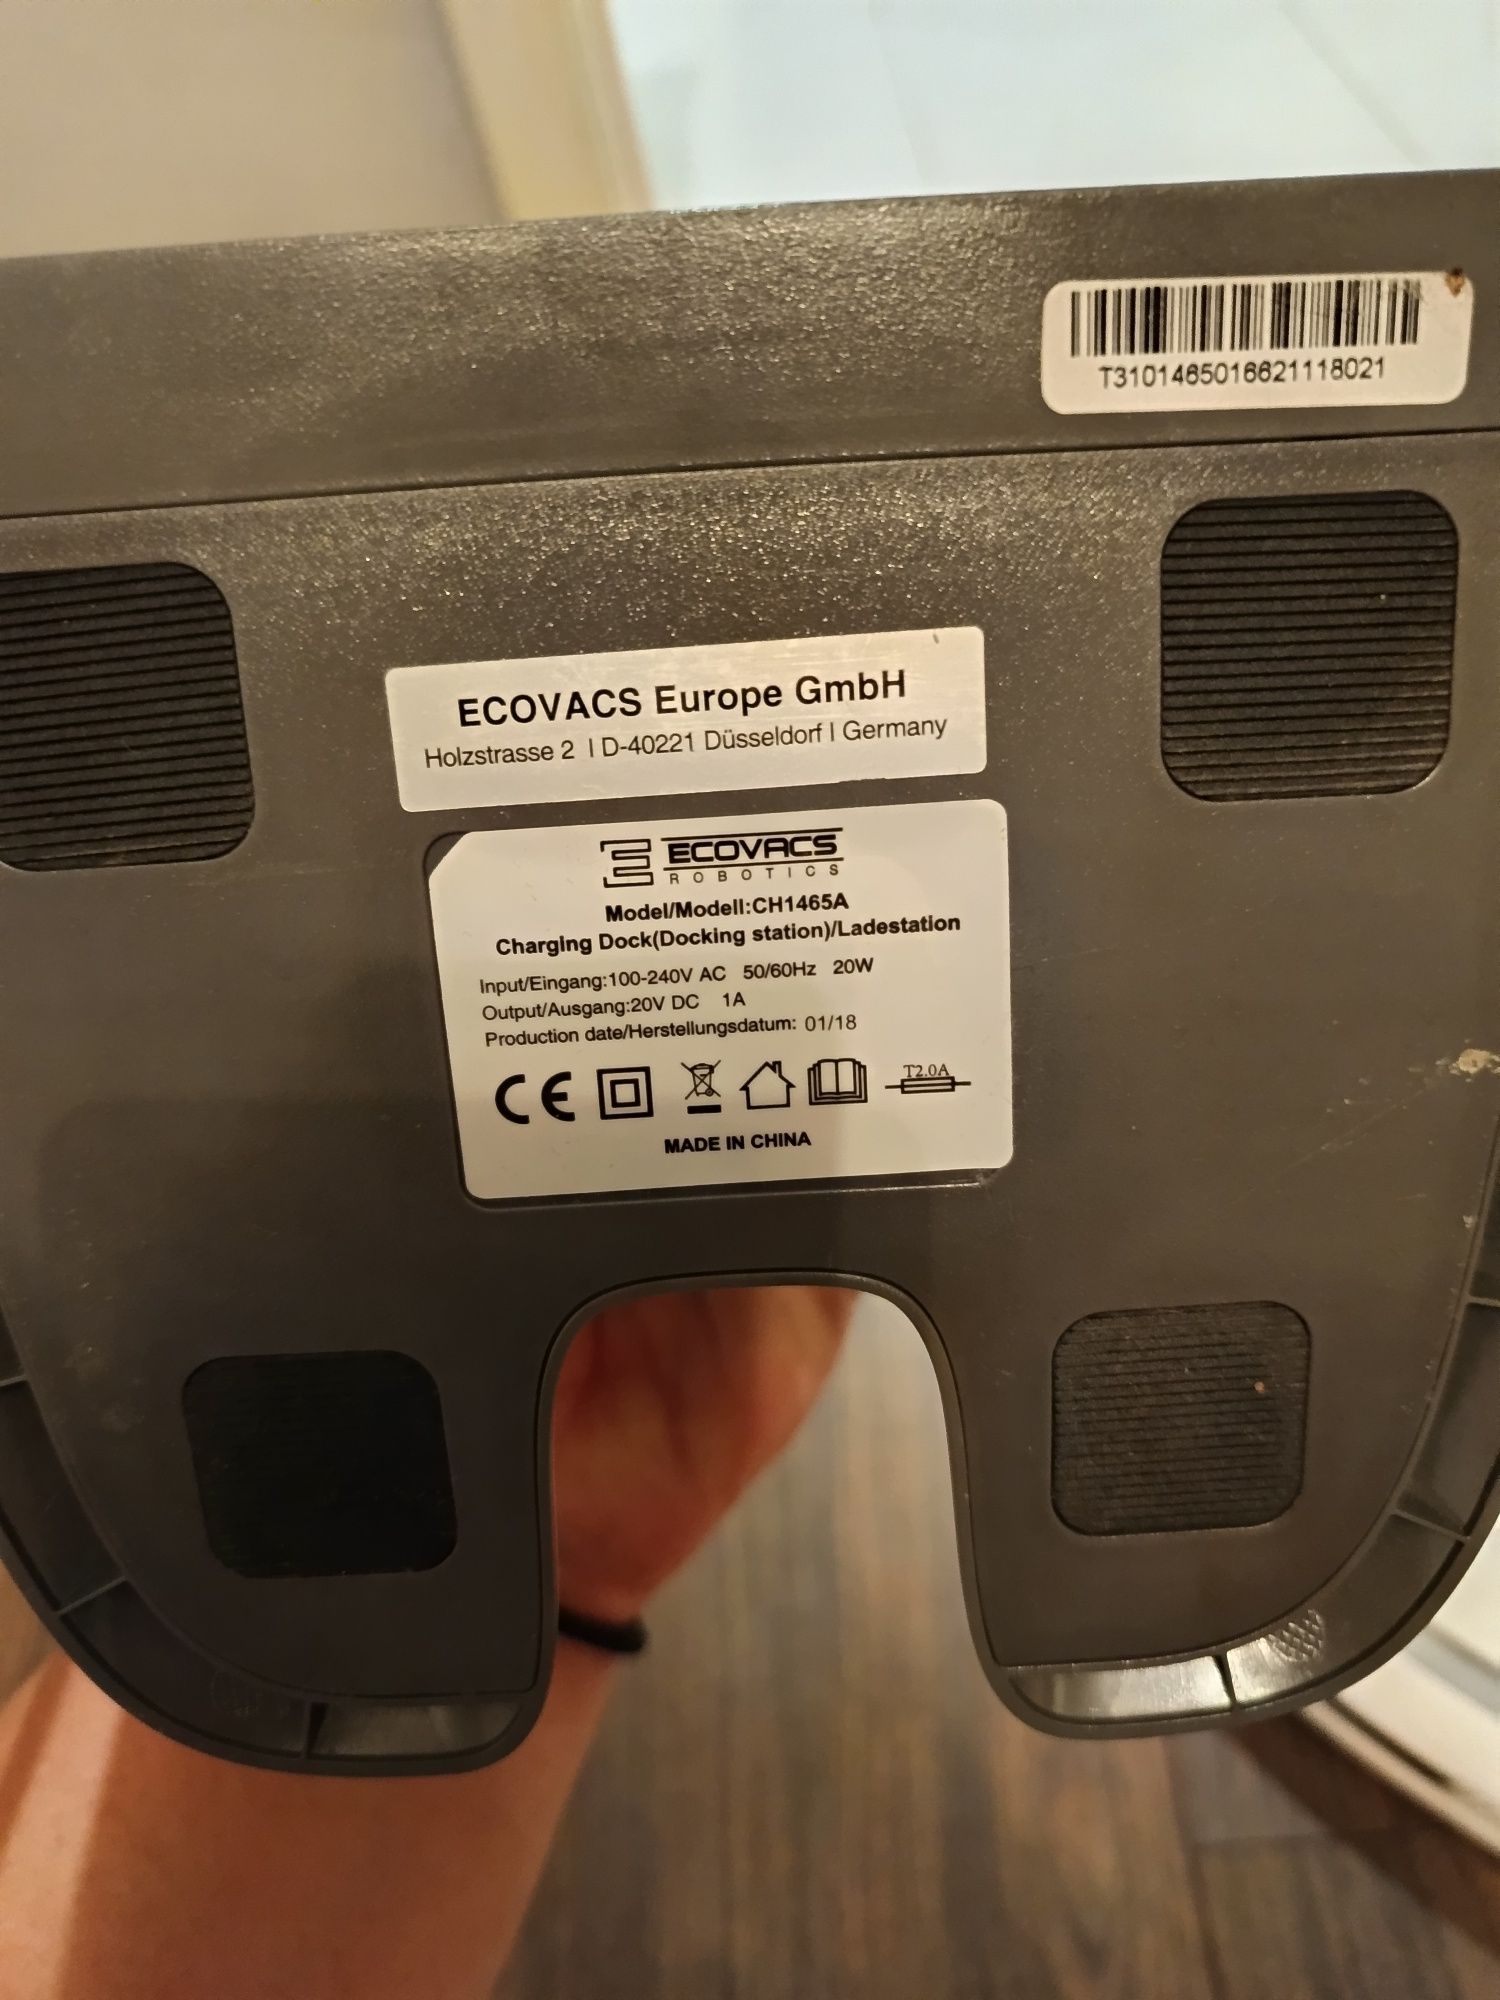 T3101465016621118021
ECOVACS Europe GmbH
Holzstrasse 2 | D-40221 Düsseldorf | Germany
ECOVACS
ROBOTICS
Model/Modell:CH1465A
Charging Dock(Docking station)/Ladestation
Input/Eingang:100-240V AC 50/60Hz 20W
Output/Ausgang:20V DC 1A
Production date/Herstellungsdatum: 01/18
CE T2.0A
MADE IN CHINA